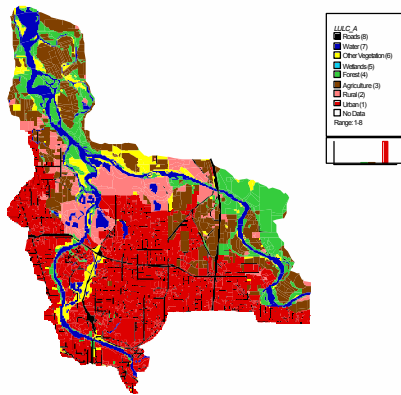 LULC_A
Roads (8)
Water (7)
Other Vegetation (6)
Wetlands (5)
Forest (4)
Agriculture (3)
Rural (2)
Urban (1)
No Data
Range: 1-8